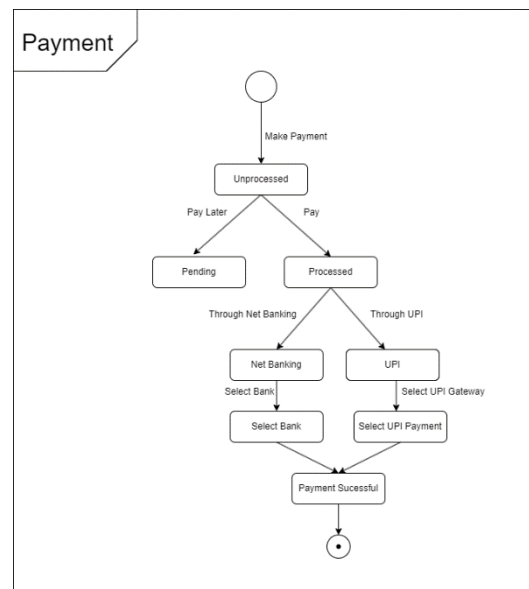 Payment
Make Payment
Unprocessed
Pay Later
Pay
Pending
Processed
Through Net Banking
Through UPI
Net Banking
UPI
Select Bank
Select UPI Gateway
Select Bank
Select UPI Payment
Payment Sucessful